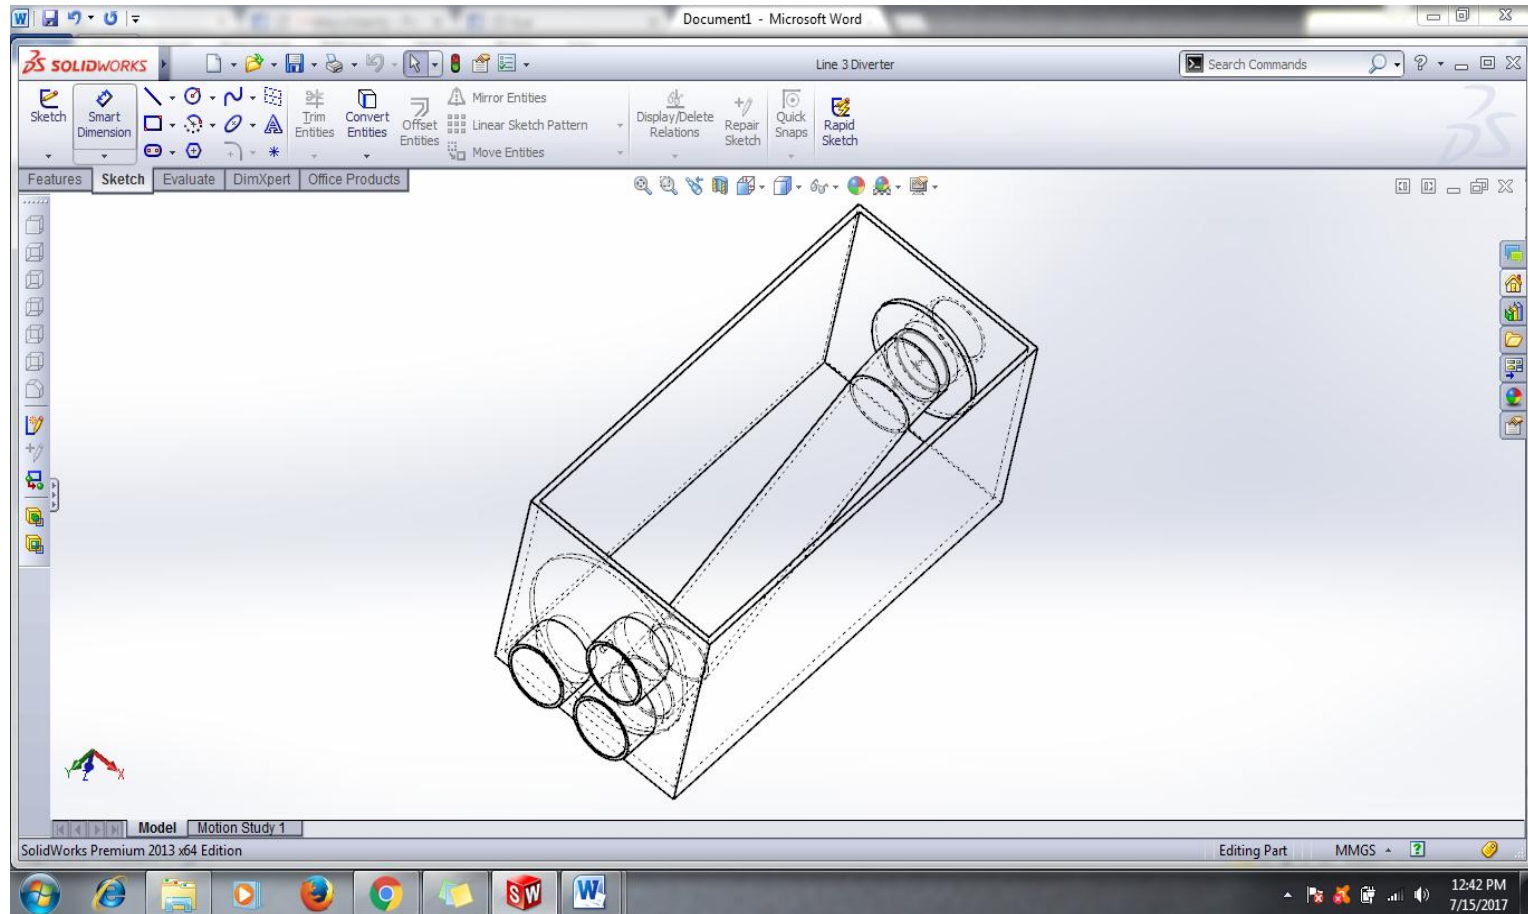 Document1 - Microsoft Word
SOLIDWORKS
Line 3 Diverter
Search Commands
Sketch
Smart Dimension
Trim Entities
Convert Entities
Offset Entities
Mirror Entities
Linear Sketch Pattern
Move Entities
Display/Delete Relations
Repair Sketch
Quick Snaps
Rapid Sketch
Features Sketch Evaluate DimXpert Office Products
Y Z X
Model Motion Study 1
SolidWorks Premium 2013 x64 Edition
Editing Part
MMGS
SW
W
12:42 PM
7/15/2017